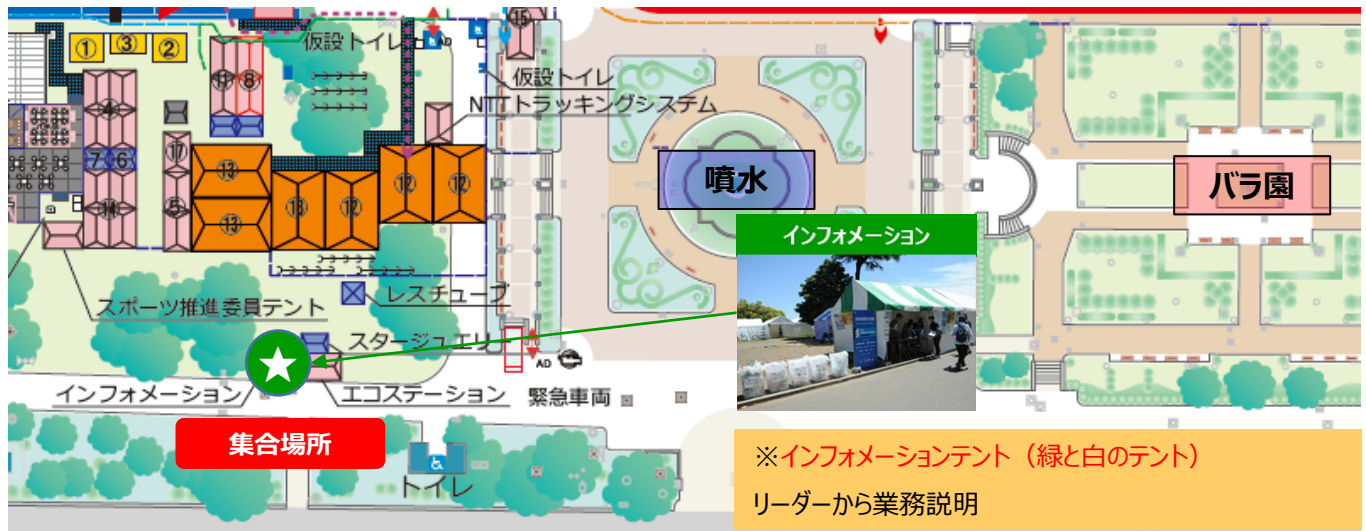 ⑮
① ③ ②
仮設トイレ
AD
仮設トイレ
NTTトラッキングシステム
⑪ ⑧
④
⑦ ⑥
⑰
⑬
⑫ ⑫
⑭
⑤
⑬
⑬ ⑫
噴水
バラ園
インフォメーション
レスチューブ
スポーツ推進委員テント
スタージュエリー
AD
インフォメーション
エコステーション
緊急車両
集合場所
トイレ
※インフォメーションテント（緑と白のテント）
リーダーから業務説明